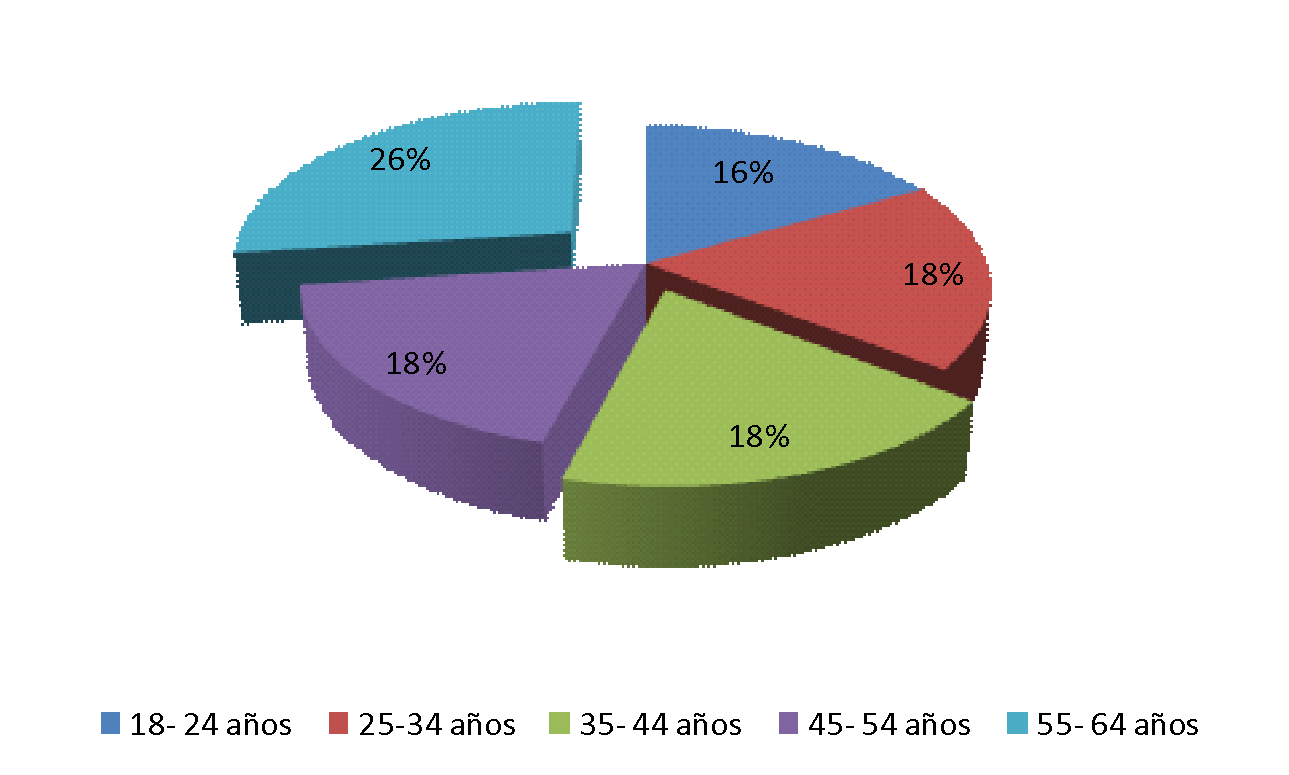 26%
16%
18%
18%
18%
18- 24 años
25-34 años
35- 44 años
45- 54 años
55- 64 años